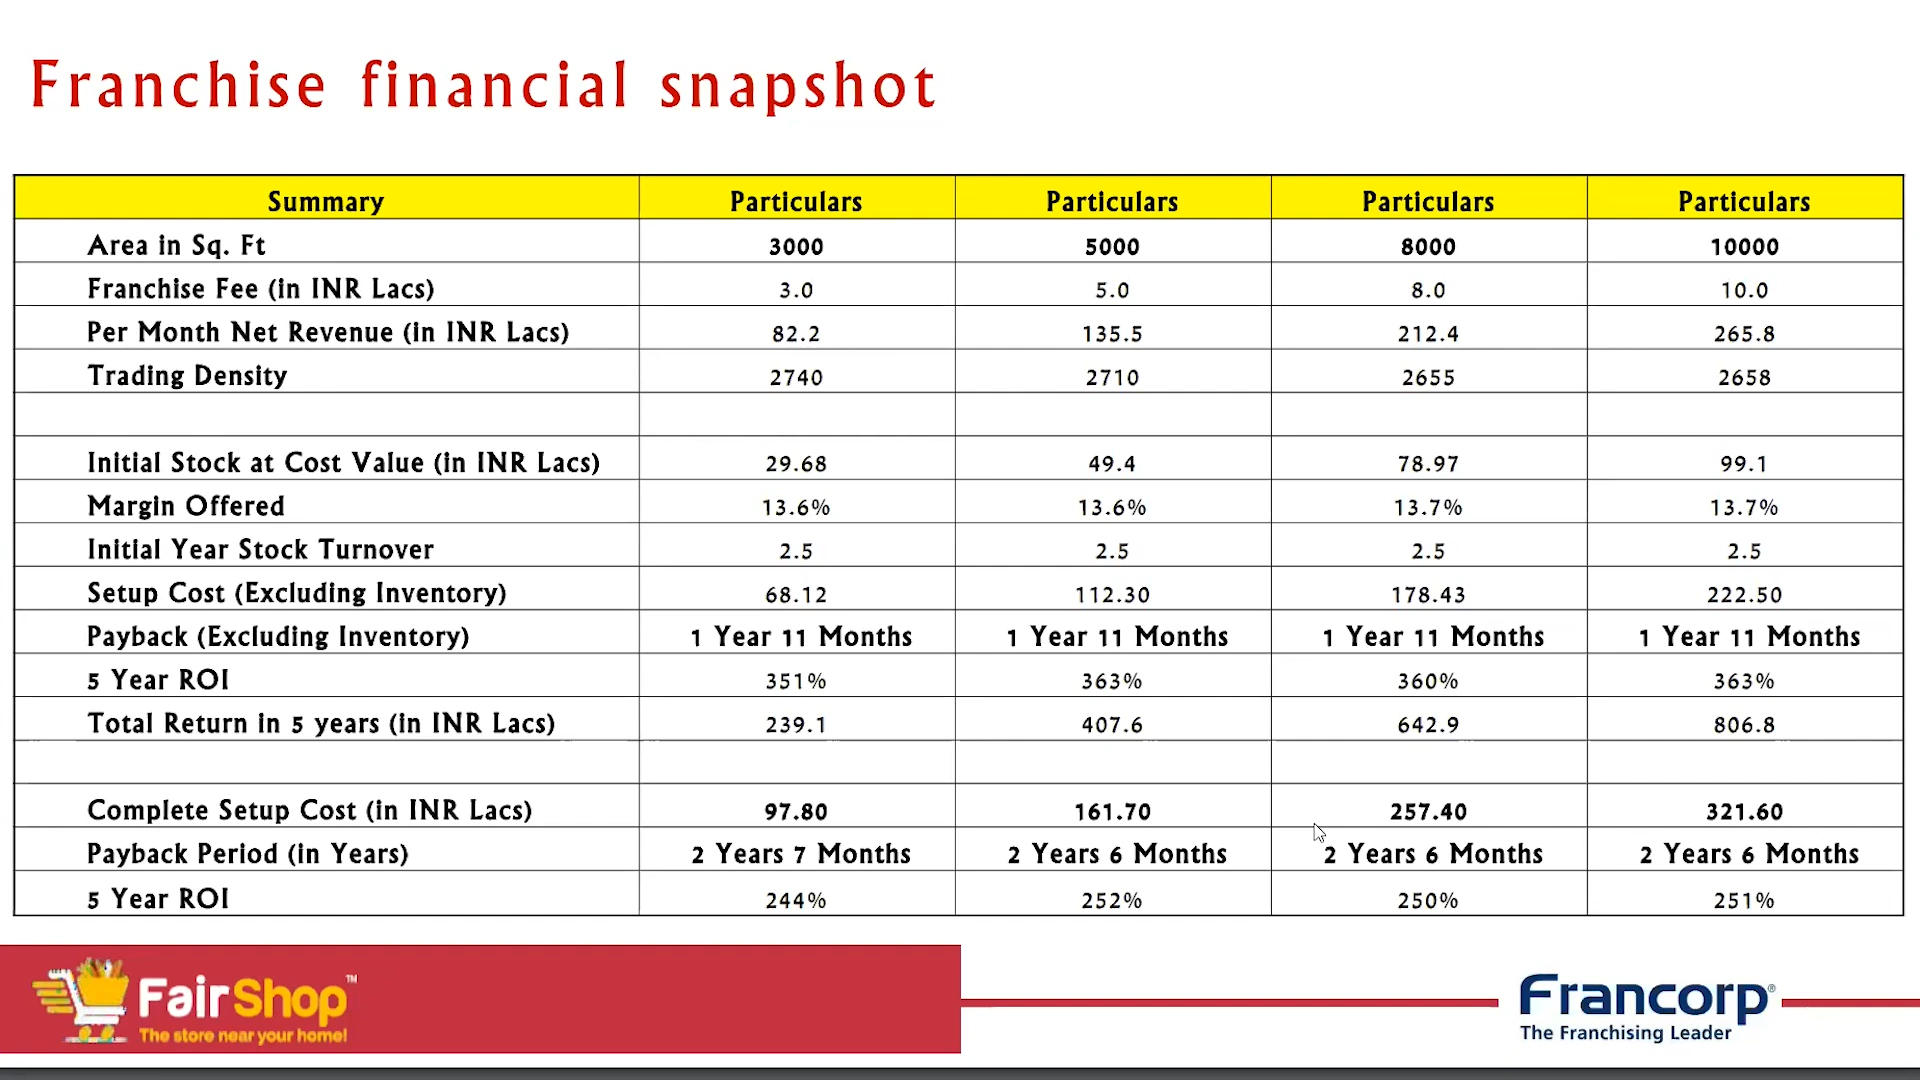 Franchise financial snapshot
Summary Particulars Particulars Particulars Particulars
Area in Sq. Ft 3000 5000 8000 10000
Franchise Fee (in INR Lacs) 3.0 5.0 8.0 10.0
Per Month Net Revenue (in INR Lacs) 82.2 135.5 212.4 265.8
Trading Density 2740 2710 2655 2658
Initial Stock at Cost Value (in INR Lacs) 29.68 49.4 78.97 99.1
Margin Offered 13.6% 13.6% 13.7% 13.7%
Initial Year Stock Turnover 2.5 2.5 2.5 2.5
Setup Cost (Excluding Inventory) 68.12 112.30 178.43 222.50
Payback (Excluding Inventory) 1 Year 11 Months 1 Year 11 Months 1 Year 11 Months 1 Year 11 Months
5 Year ROI 351% 363% 360% 363%
Total Return in 5 years (in INR Lacs) 239.1 407.6 642.9 806.8
Complete Setup Cost (in INR Lacs) 97.80 161.70 257.40 321.60
Payback Period (in Years) 2 Years 7 Months 2 Years 6 Months 2 Years 6 Months 2 Years 6 Months
5 Year ROI 244% 252% 250% 251%
FairShop™
The store near your home!
Francorp®
The Franchising Leader